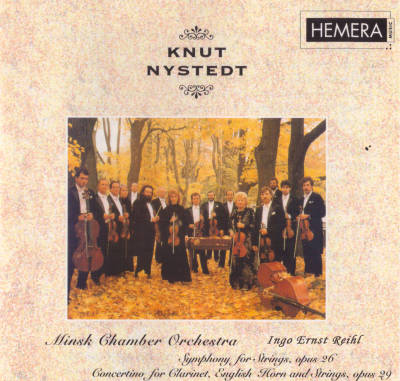 KNUT
NYSTEDT
HEMERA
MUSIC
Minsk Chamber Orchestra Ingo Ernst Reihl
Symphony for Strings, opus 26
Concertino for Clarinet, English Horn and Strings, opus 29